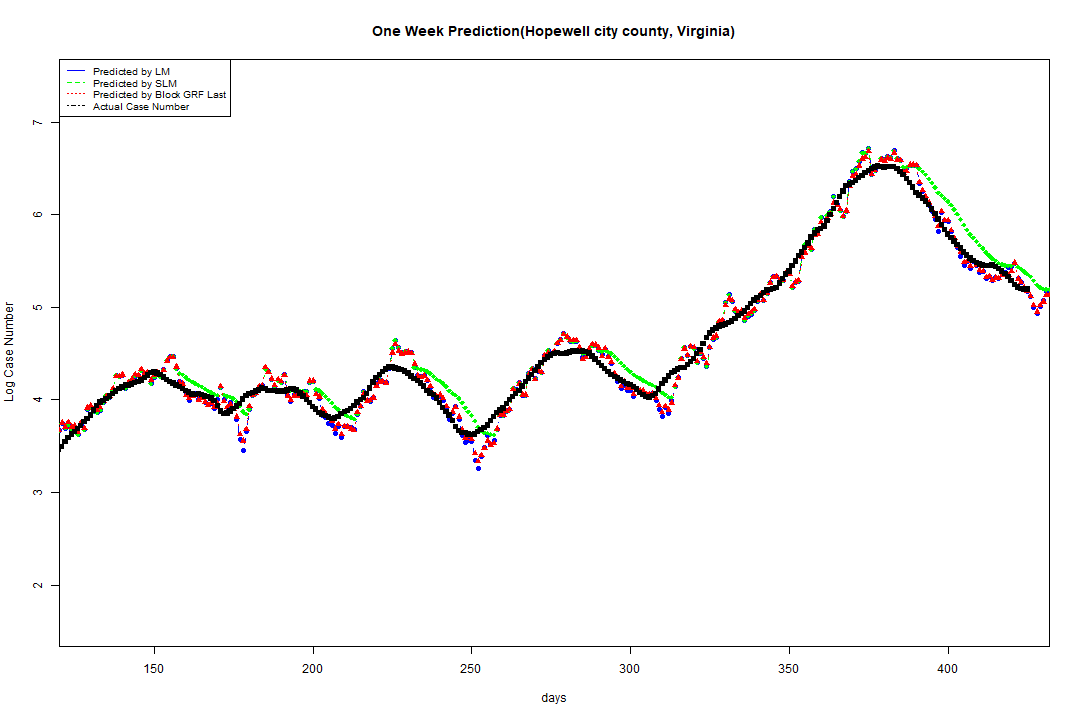 One Week Prediction(Hopewell city county, Virginia)
Predicted by LM
Predicted by SLM
Predicted by Block GRF Last
Actual Case Number
7
6
5
4
3
2
Log Case Number
150 200 250 300 350 400
days